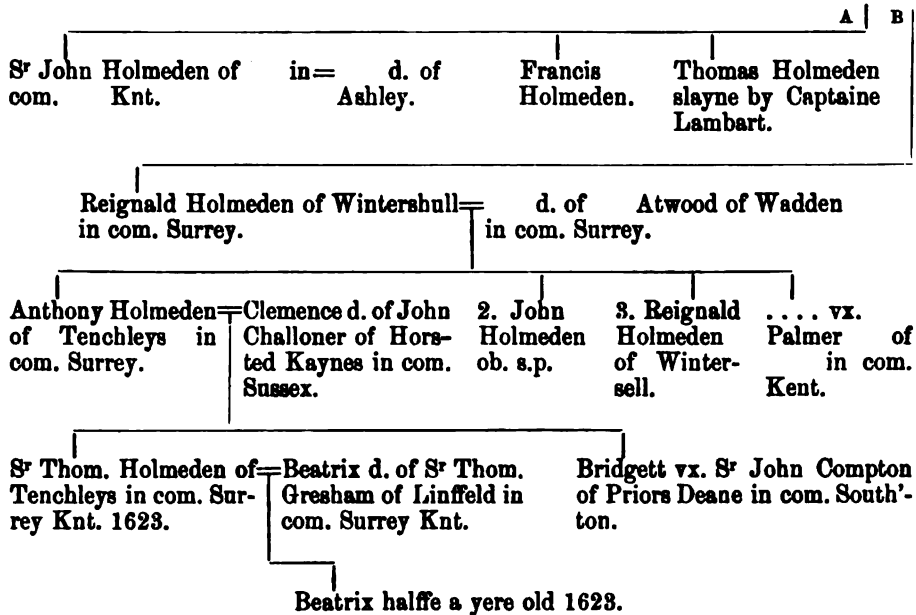 A B
Sr John Holmeden of in= d. of
com. Knt. Ashley.
Francis
Holmeden.
Thomas Holmeden
slayne by Captaine
Lambart.
Reignald Holmeden of Wintershull= d. of Atwood of Wadden
in com. Surrey. in com. Surrey.
Anthony Holmeden=
of Tenchleys in
com. Surrey.
Clemence d. of John
Challoner of Hors-
ted Kaynes in com.
Sussex.
2. John
Holmeden
ob. s.p.
3. Reignald
Holmeden
of Winter-
sell.
.... vx.
Palmer of
in com.
Kent.
Sr Thom. Holmeden of=
Tenchleys in com. Sur-
rey Knt. 1623.
Beatrix d. of Sr Thom.
Gresham of Linffeld in
com. Surrey Knt.
Bridgett vx. Sr John Compton
of Priors Deane in com. South'-
ton.
Beatrix halffe a yere old 1623.